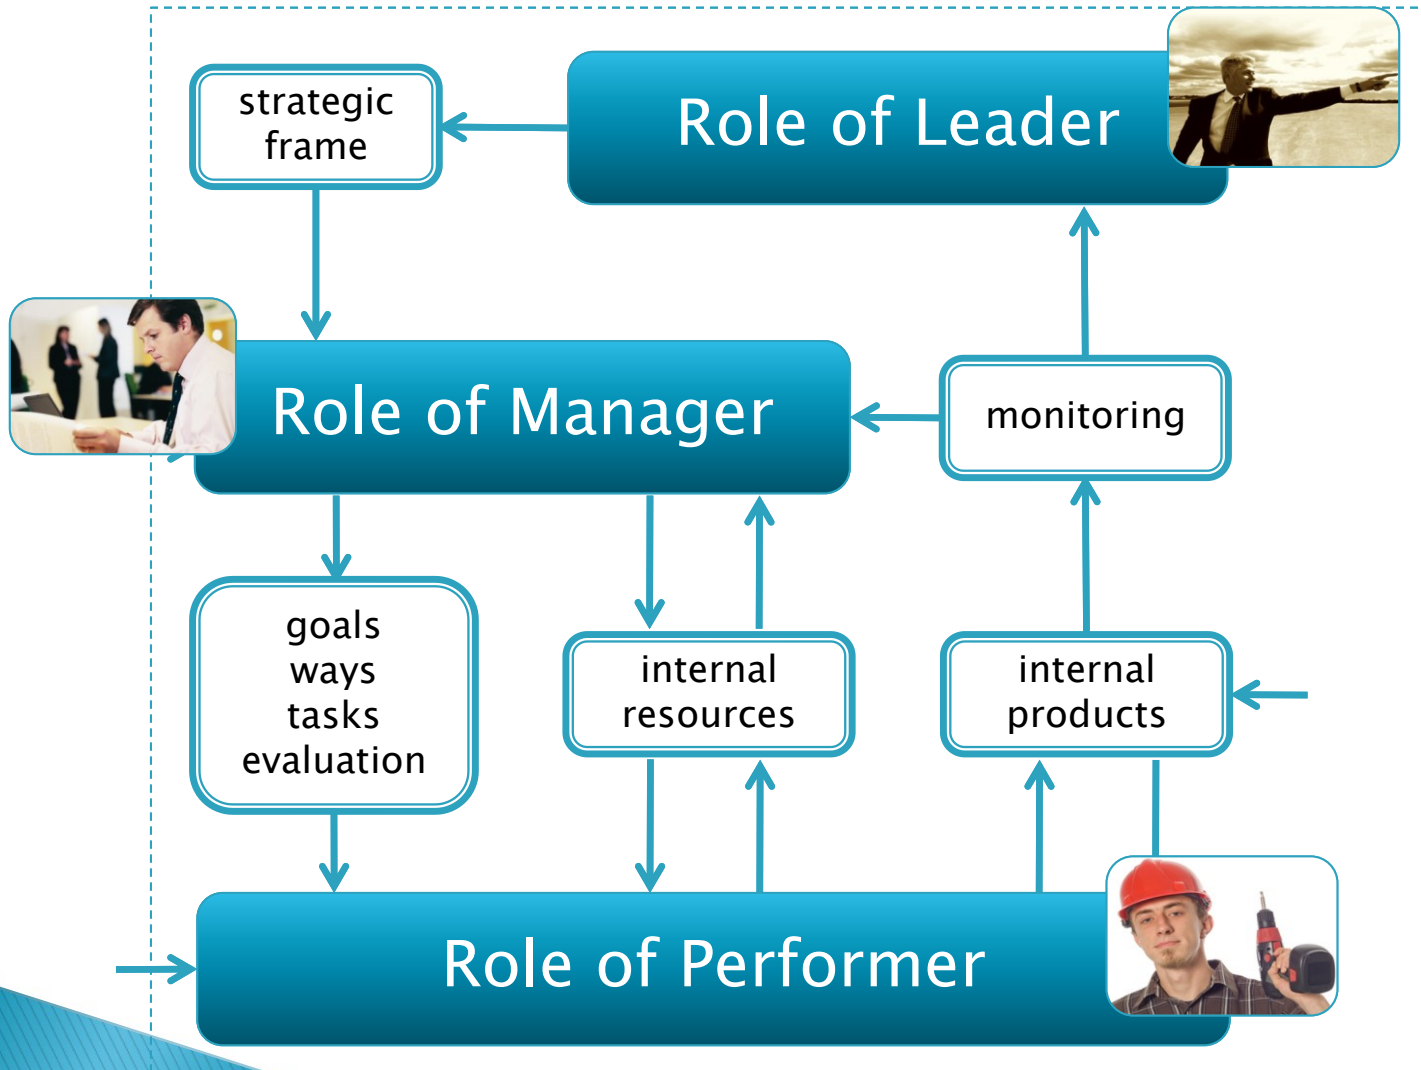 strategic
frame
Role of Leader
Role of Manager
monitoring
goals
ways
tasks
evaluation
internal
resources
internal
products
Role of Performer